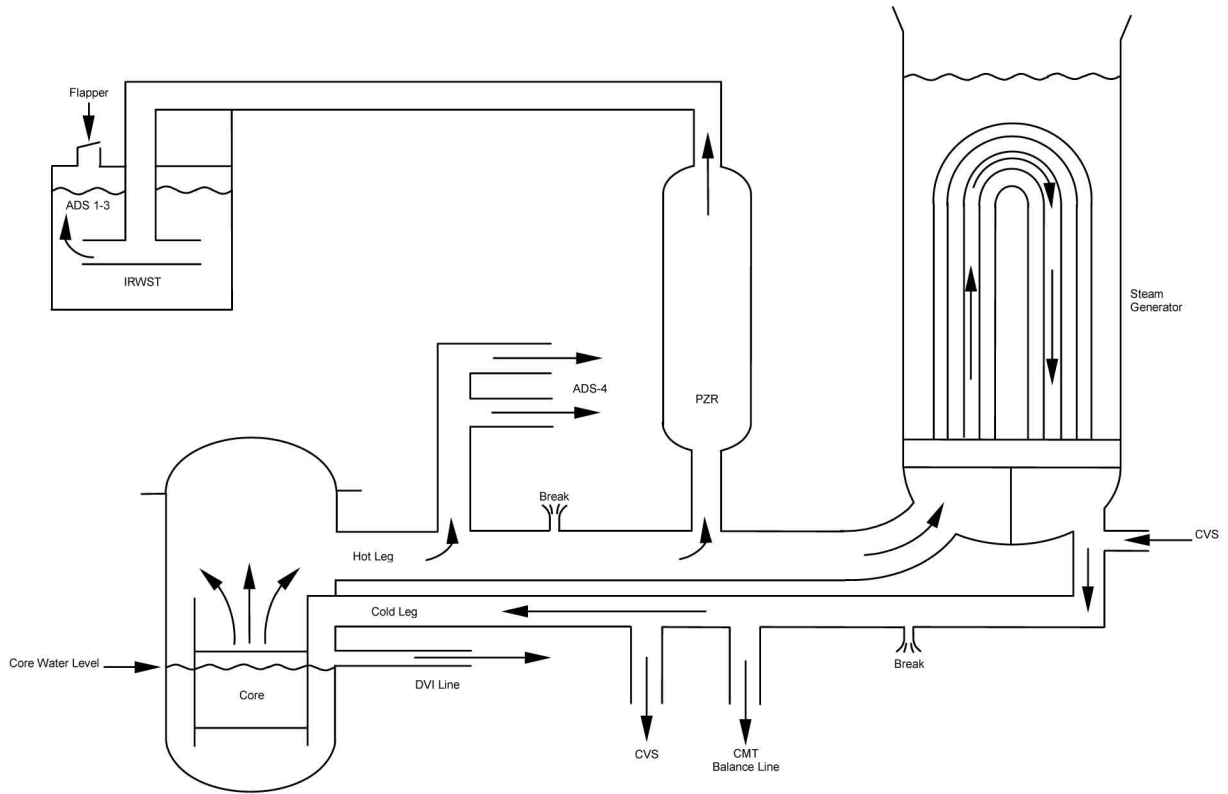 Flapper
ADS 1-3
IRWST
ADS-4
PZR
Steam
Generator
Break
Hot Leg
CVS
Cold Leg
Core Water Level
Core
DVI Line
Break
CVS
CMT
Balance Line